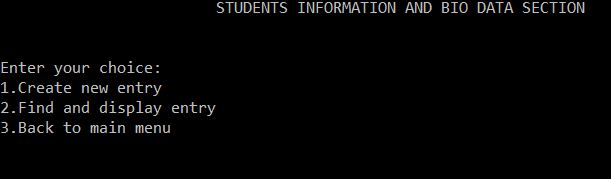 STUDENTS INFORMATION AND BIO DATA SECTION
Enter your choice:
1.Create new entry
2.Find and display entry
3.Back to main menu